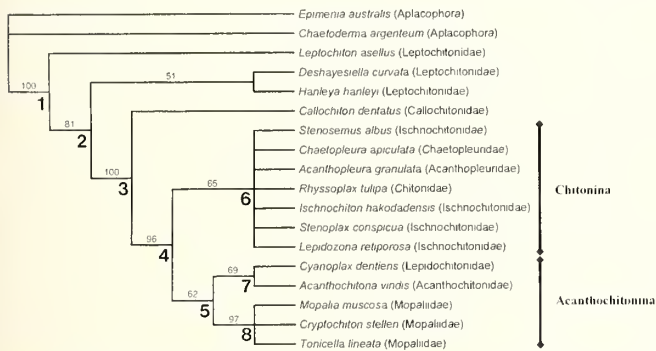 Epimenia australis (Aplacophora)
Chaetoderma argenteum (Aplacophora)
Leptochiton asellus (Leptochitonidae)
Deshayesiella curvata (Leptochitonidae)
51
Hanleya hanleyi (Leptochitonidae)
100
1
Callochiton dentatus (Callochitonidae)
81
2
Stenosemus albus (Ischnochitonidae)
Chaetopleura apiculata (Chaetopleuridae)
Acanthopleura granulata (Acanthopleuridae)
100
3
65
6
Rhyssoplax tulipa (Chitonidae)
Chitonina
Ischnochiton hakodadensis (Ischnochitonidae)
Stenoplax conspicua (Ischnochitonidae)
96
4
Lepidozona retiporosa (Ischnochitonidae)
Cyanoplax dentiens (Lepidochitonidae)
69
7
Acanthochitona viridis (Acanthochitonidae)
62
5
Acanthochitonina
Mopalia muscosa (Mopaliidae)
97
8
Cryptochiton stelleri (Mopaliidae)
Tonicella lineata (Mopaliidae)